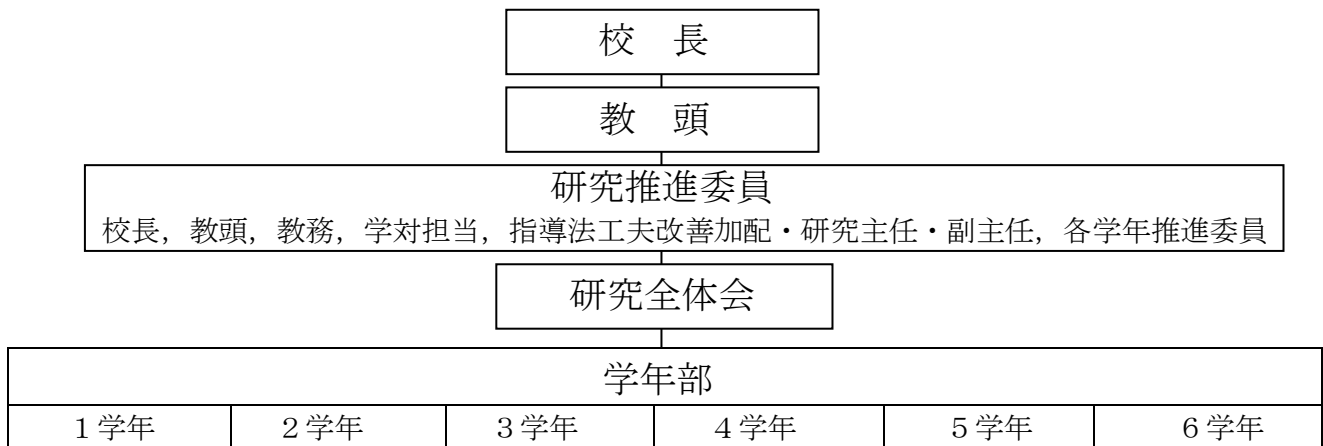 校　長
教　頭
研究推進委員
校長，教頭，教務，学対担当，指導法工夫改善加配・研究主任・副主任，各学年推進委員
研究全体会
学年部
１学年　２学年　３学年　４学年　５学年　６学年